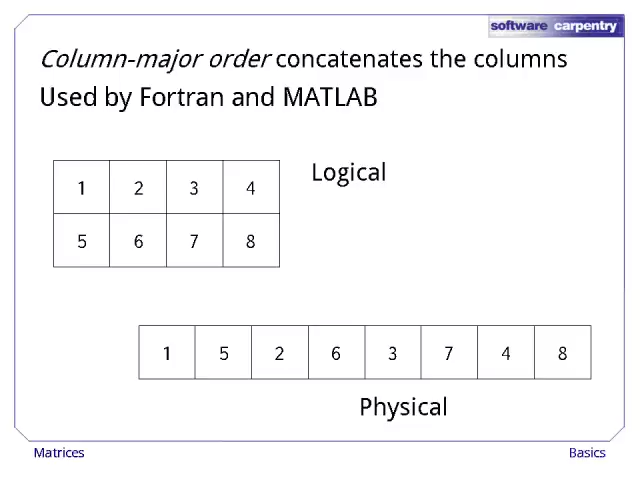 software carpentry
Column-major order concatenates the columns
Used by Fortran and MATLAB
Logical
1 2 3 4
5 6 7 8
1 5 2 6 3 7 4 8
Physical
Matrices
Basics